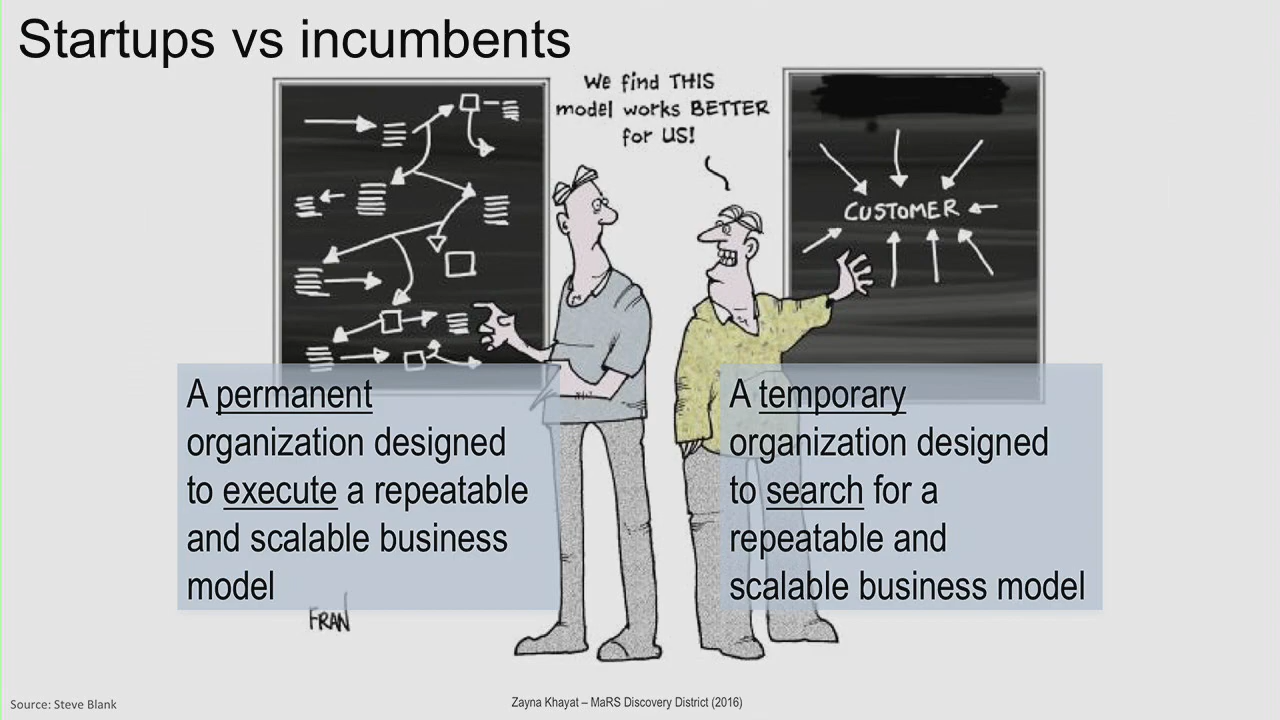 Startups vs incumbents
We find THIS
model works BETTER
for US!
CUSTOMER
A permanent
organization designed
to execute a repeatable
and scalable business
model
A temporary
organization designed
to search for a
repeatable and
scalable business model
FRAN
Source: Steve Blank
Zayna Khayat – MaRS Discovery District (2016)